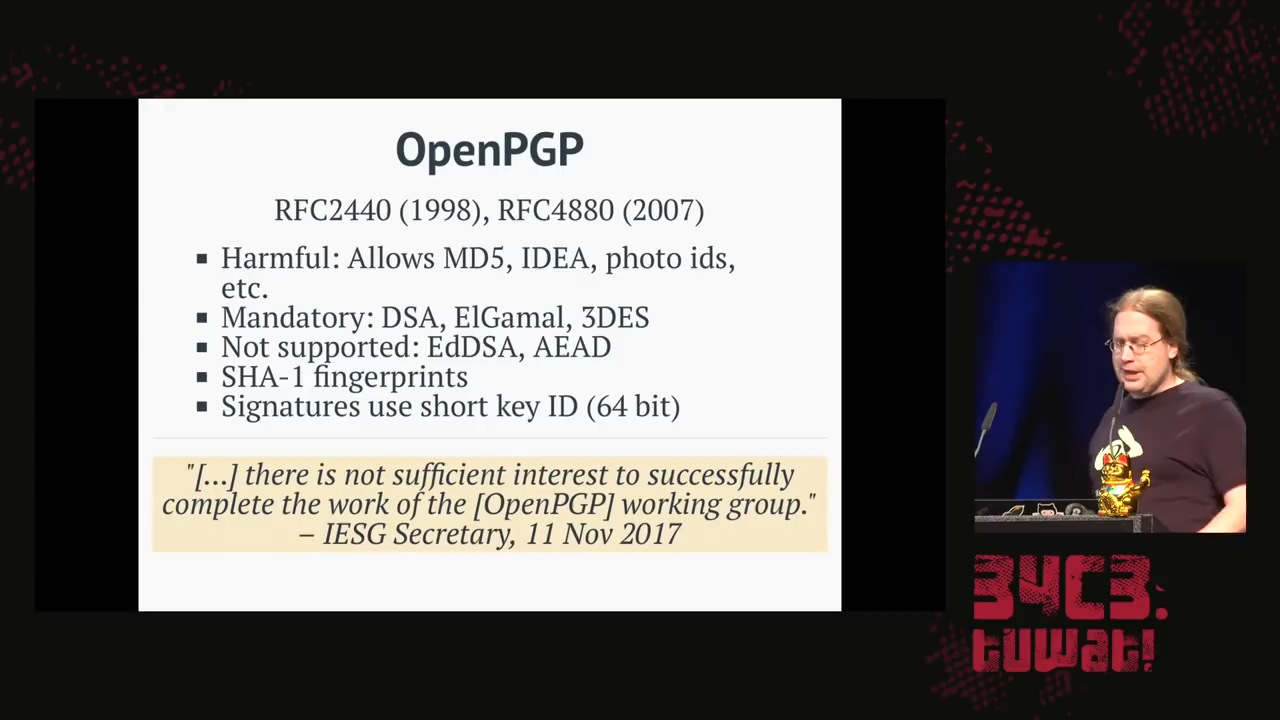 OpenPGP
RFC2440 (1998), RFC4880 (2007)
▪ Harmful: Allows MD5, IDEA, photo ids,
etc.
▪ Mandatory: DSA, ElGamal, 3DES
▪ Not supported: EdDSA, AEAD
▪ SHA-1 fingerprints
▪ Signatures use short key ID (64 bit)
"[...] there is not sufficient interest to successfully
complete the work of the [OpenPGP] working group."
– IESG Secretary, 11 Nov 2017
34C3.
tuwat!